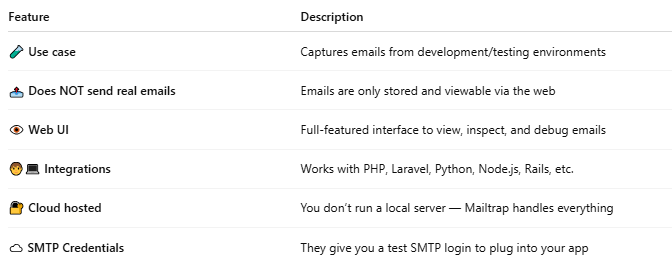 Feature Description
🧪 Use case Captures emails from development/testing environments
📤 Does NOT send real emails Emails are only stored and viewable via the web
👁️ Web UI Full-featured interface to view, inspect, and debug emails
👨‍💻 Integrations Works with PHP, Laravel, Python, Node.js, Rails, etc.
🔐 Cloud hosted You don’t run a local server — Mailtrap handles everything
☁ SMTP Credentials They give you a test SMTP login to plug into your app